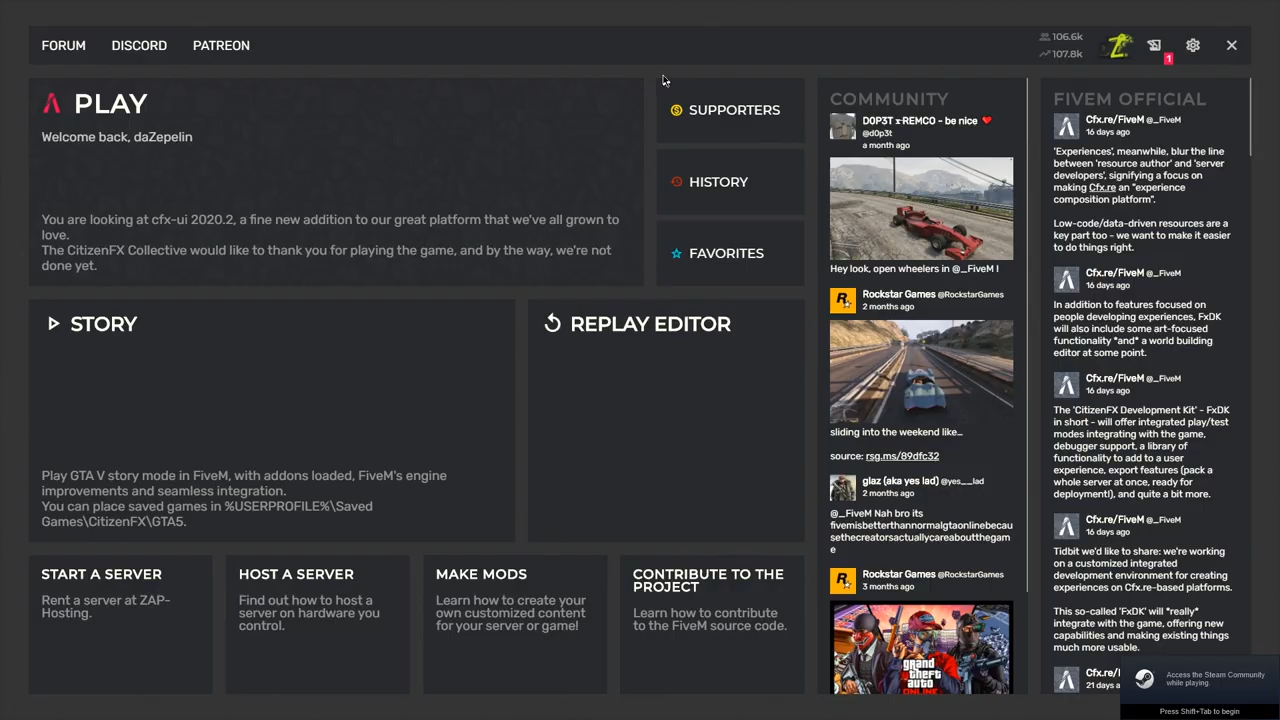 FORUM DISCORD PATREON
106.6k
107.8k
1
PLAY
Welcome back, daZepelin
You are looking at cfx-ui 2020.2, a fine new addition to our great platform that we've all grown to
love.
The CitizenFX Collective would like to thank you for playing the game, and by the way, we're not
done yet.
SUPPORTERS
HISTORY
FAVORITES
STORY
Play GTA V story mode in FiveM, with addons loaded, FiveM's engine
improvements and seamless integration.
You can place saved games in %USERPROFILE%\Saved
Games\CitizenFX\GTA5.
REPLAY EDITOR
START A SERVER
Rent a server at ZAP-
Hosting.
HOST A SERVER
Find out how to host a
server on hardware you
control.
MAKE MODS
Learn how to create your
own customized content
for your server or game!
CONTRIBUTE TO THE
PROJECT
Learn how to contribute
to the FiveM source code.
COMMUNITY
D0P3T x REMCO - be nice ❤
@d0p3t
a month ago
Hey look, open wheelers in @_FiveM !
Rockstar Games @RockstarGames
2 months ago
sliding into the weekend like…
source: rsg.ms/89dfc32
glaz (aka yes lad) @yes__lad
2 months ago
@_FiveM Nah bro its
fivemisbetterthannormalgtaonlinebecau
sethecreatorsactuallycareaboutthegam
e
Rockstar Games @RockstarGames
3 months ago
grand
theft
auto
ONLINE
FIVEM OFFICIAL
Cfx.re/FiveM @_FiveM
16 days ago
'Experiences', meanwhile, blur the line
between 'resource author' and 'server
developers', signifying a focus on
making Cfx.re an "experience
composition platform".
Low-code/data-driven resources are a
key part too - we want to make it easier
to do things right.
Cfx.re/FiveM @_FiveM
16 days ago
In addition to features focused on
people developing experiences, FxDK
will also include some art-focused
functionality *and* a world building
editor at some point.
Cfx.re/FiveM @_FiveM
16 days ago
The 'CitizenFX Development Kit' - FxDK
in short - will offer integrated play/test
modes integrating with the game,
debugger support, a library of
functionality to add to a user
experience, export features (pack a
whole server at once, ready for
deployment!), and quite a bit more.
Cfx.re/FiveM @_FiveM
16 days ago
Tidbit we'd like to share: we're working
on a customized integrated
development environment for creating
experiences on Cfx.re-based platforms.
This so-called 'FxDK' will *really*
integrate with the game, offering new
capabilities and making existing things
much more usable.
Cfx.re/
21 days a
Access the Steam Community
while playing.
Press Shift+Tab to begin